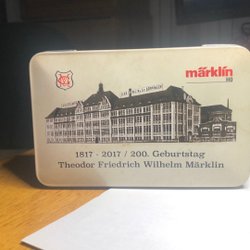 märklin
HO
1817 - 2017 / 200. Geburtstag
Theodor Friedrich Wilhelm Märklin